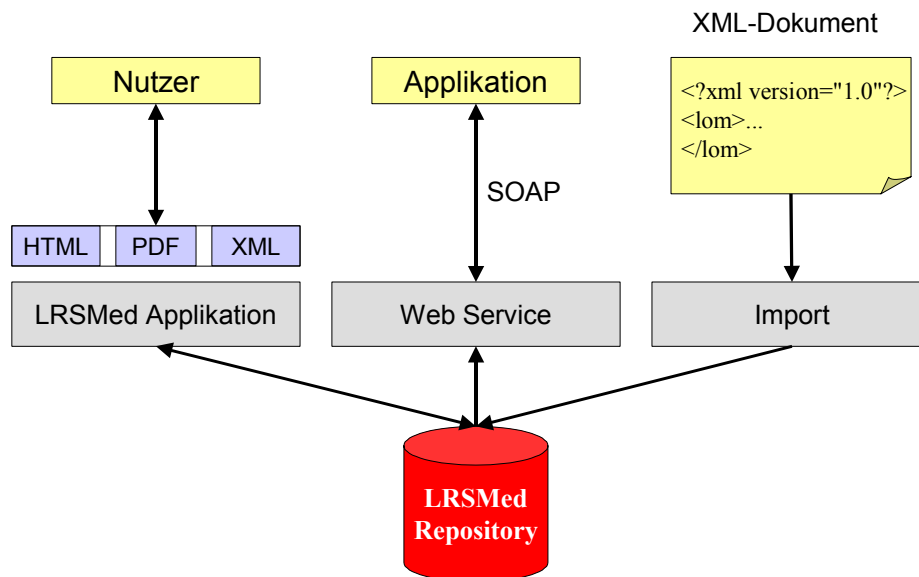 XML-Dokument
Nutzer
Applikation
<?xml version="1.0"?>
<lom>...
</lom>
SOAP
HTML
PDF
XML
LRSMed Applikation
Web Service
Import
LRSMed
Repository